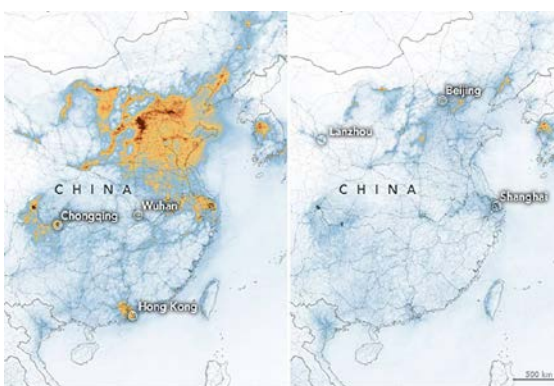 CHINA
Chongqing
Wuhan
Hong Kong
Beijing
Lanzhou
CHINA
Shanghai
500 km